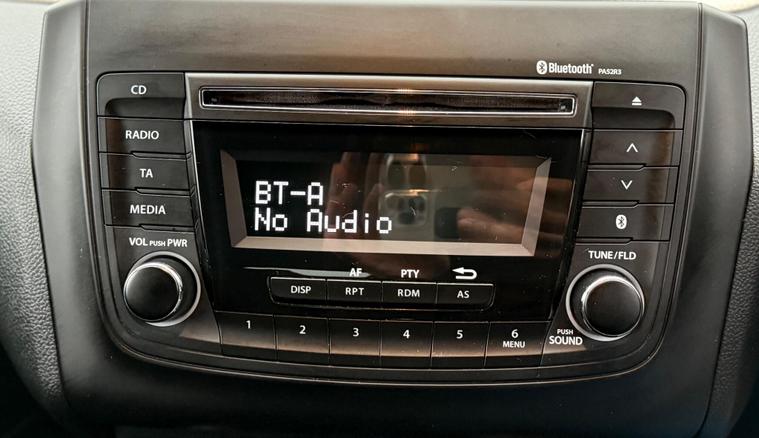 Bluetooth® PA52R3
CD
RADIO
TA
MEDIA
BT-A
No Audio
VOL PUSH PWR
TUNE/FLD
AF PTY
DISP RPT RDM AS
1 2 3 4 5 6
MENU
PUSH
SOUND